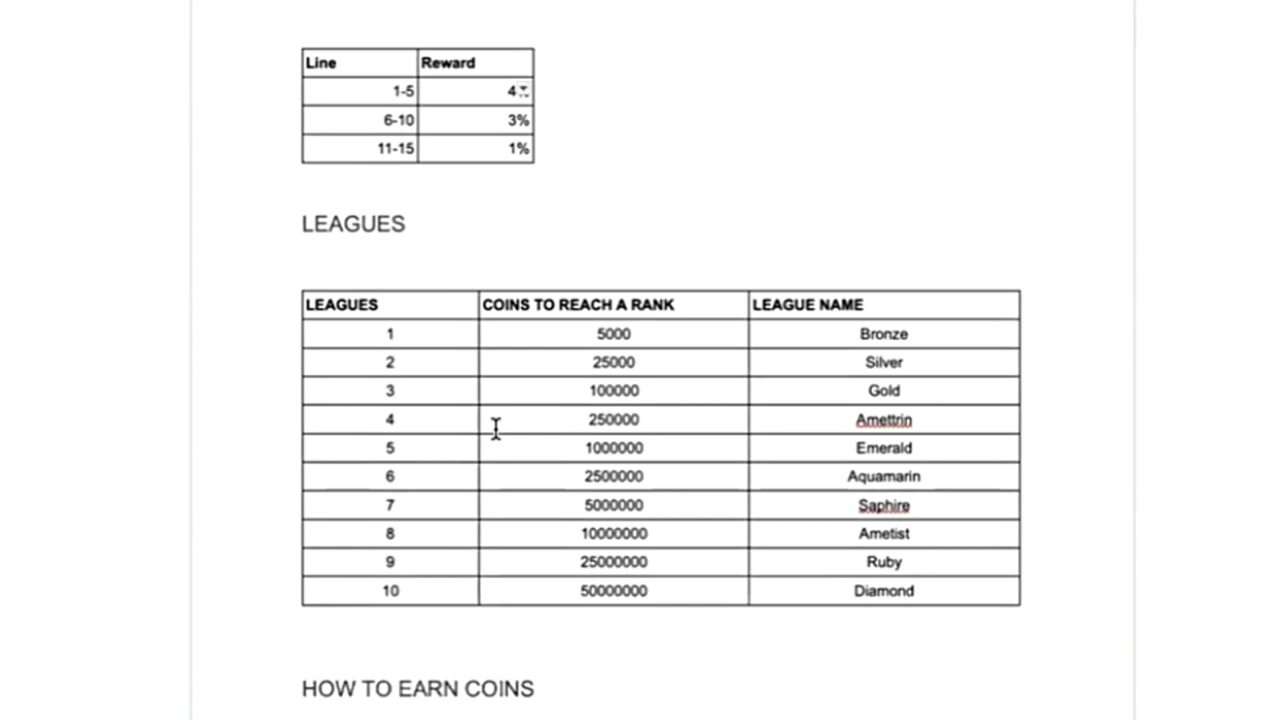 Line Reward
1-5 4
6-10 3%
11-15 1%
LEAGUES
LEAGUES COINS TO REACH A RANK LEAGUE NAME
1 5000 Bronze
2 25000 Silver
3 100000 Gold
4 250000 Amettrin
5 1000000 Emerald
6 2500000 Aquamarin
7 5000000 Saphire
8 10000000 Ametist
9 25000000 Ruby
10 50000000 Diamond
HOW TO EARN COINS